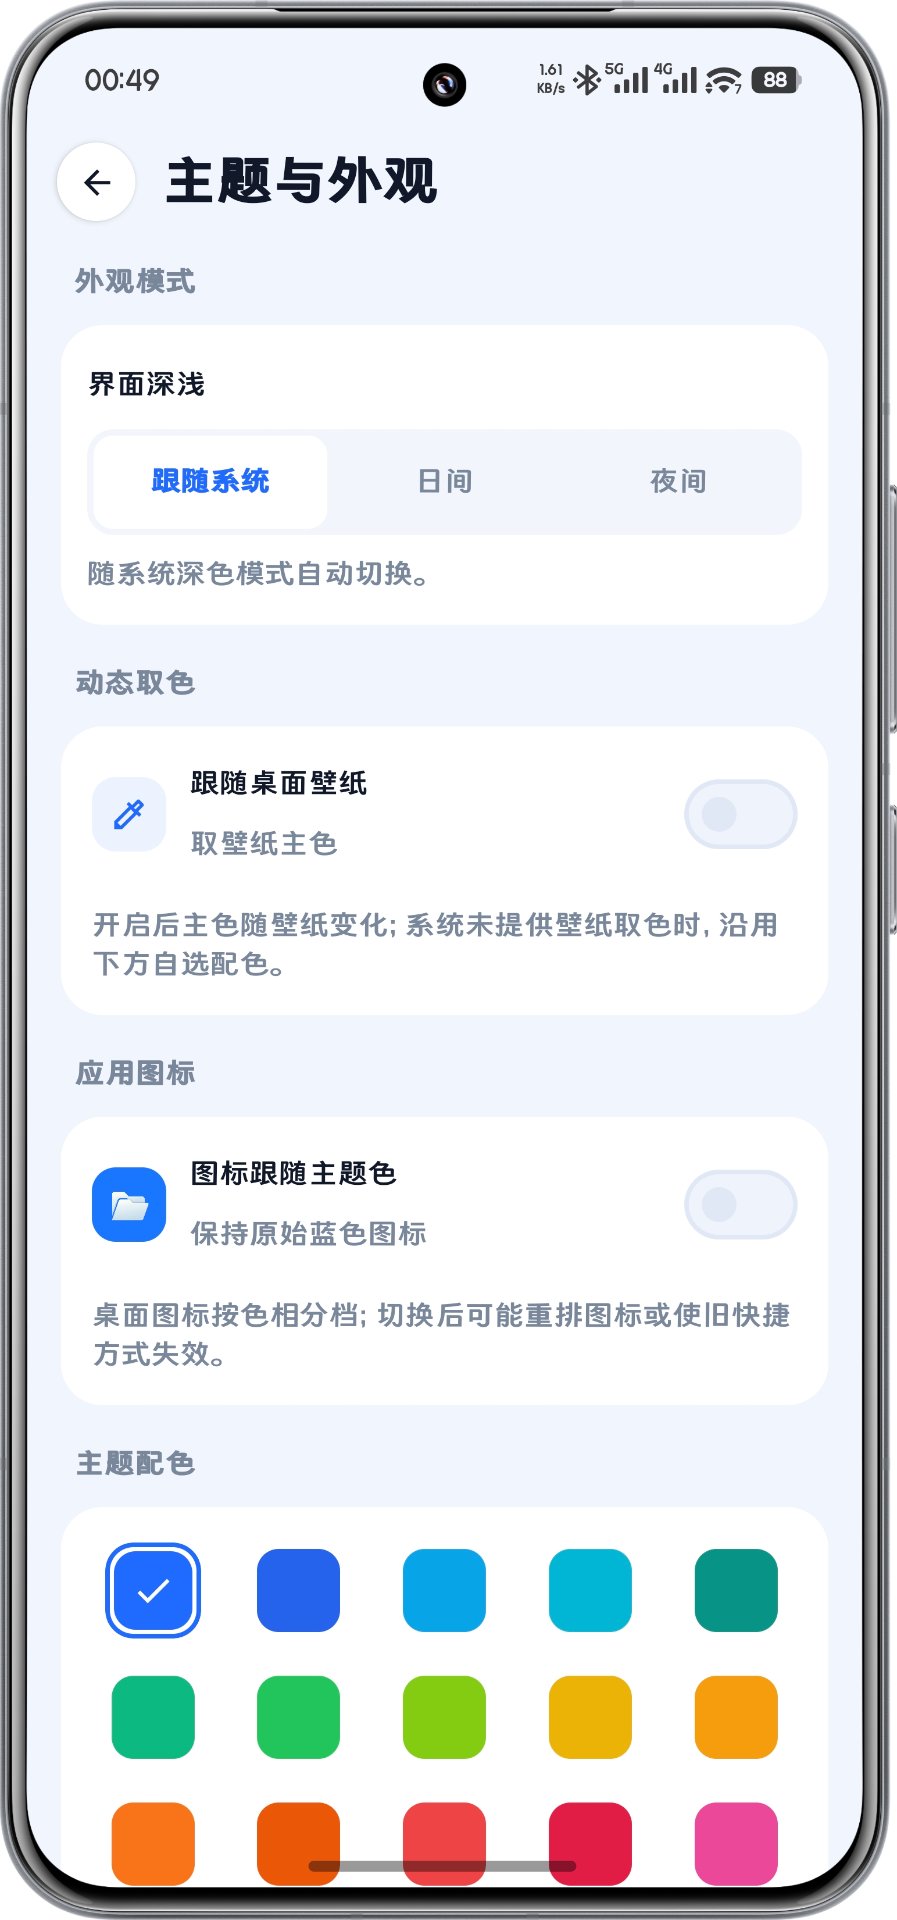 00:49
1.61 KB/s 5G 4G 7 88
主题与外观
外观模式
界面深浅
跟随系统 日间 夜间
随系统深色模式自动切换。
动态取色
跟随桌面壁纸
取壁纸主色
开启后主色随壁纸变化; 系统未提供壁纸取色时, 沿用
下方自选配色。
应用图标
图标跟随主题色
保持原始蓝色图标
桌面图标按色相分档; 切换后可能重排图标或使旧快捷
方式失效。
主题配色